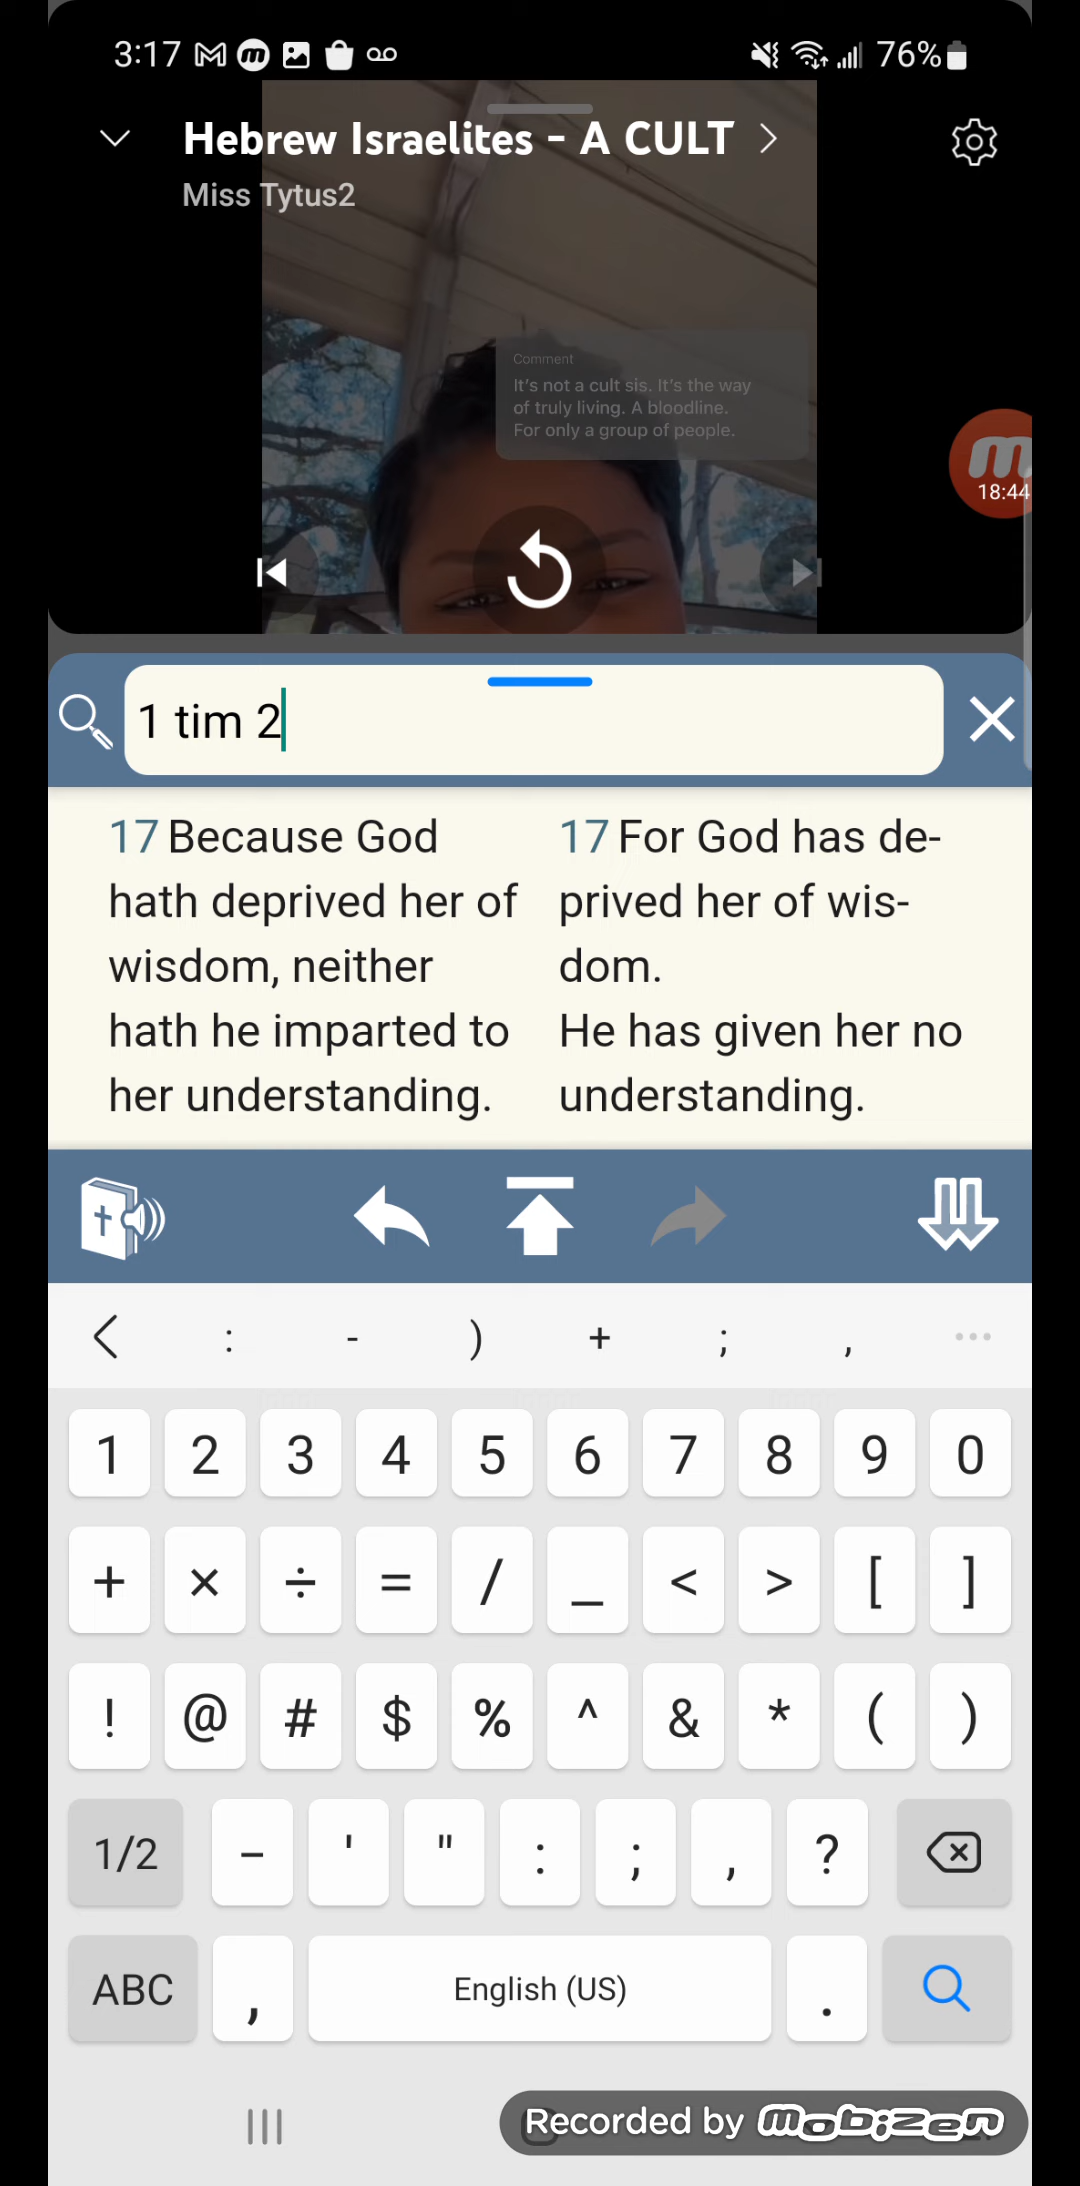 3:17
76%
Hebrew Israelites - A CULT
Miss Tytus2
Comment
It's not a cult sis. It's the way
of truly living. A bloodline.
For only a group of people.
m
18:44
1 tim 2
17 Because God
hath deprived her of
wisdom, neither
hath he imparted to
her understanding.
17 For God has de-
prived her of wis-
dom.
He has given her no
understanding.
: - ) + ; , ...
1 2 3 4 5 6 7 8 9 0
+ × ÷ = / _ < > [ ]
! @ # $ % ^ & * ( )
1/2 - ' " : ; , ?
ABC , English (US) .
Recorded by mobizen